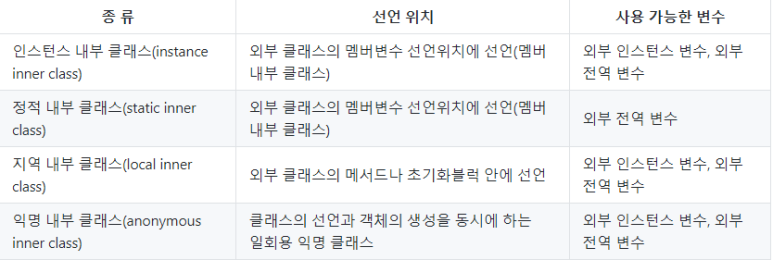 종 류 선언 위치 사용 가능한 변수
인스턴스 내부 클래스(instance inner class) 외부 클래스의 멤버변수 선언위치에 선언(멤버 내부 클래스) 외부 인스턴스 변수, 외부 전역 변수
정적 내부 클래스(static inner class) 외부 클래스의 멤버변수 선언위치에 선언(멤버 내부 클래스) 외부 전역 변수
지역 내부 클래스(local inner class) 외부 클래스의 메서드나 초기화블럭 안에 선언 외부 인스턴스 변수, 외부 전역 변수
익명 내부 클래스(anonymous inner class) 클래스의 선언과 객체의 생성을 동시에 하는 일회용 익명 클래스 외부 인스턴스 변수, 외부 전역 변수